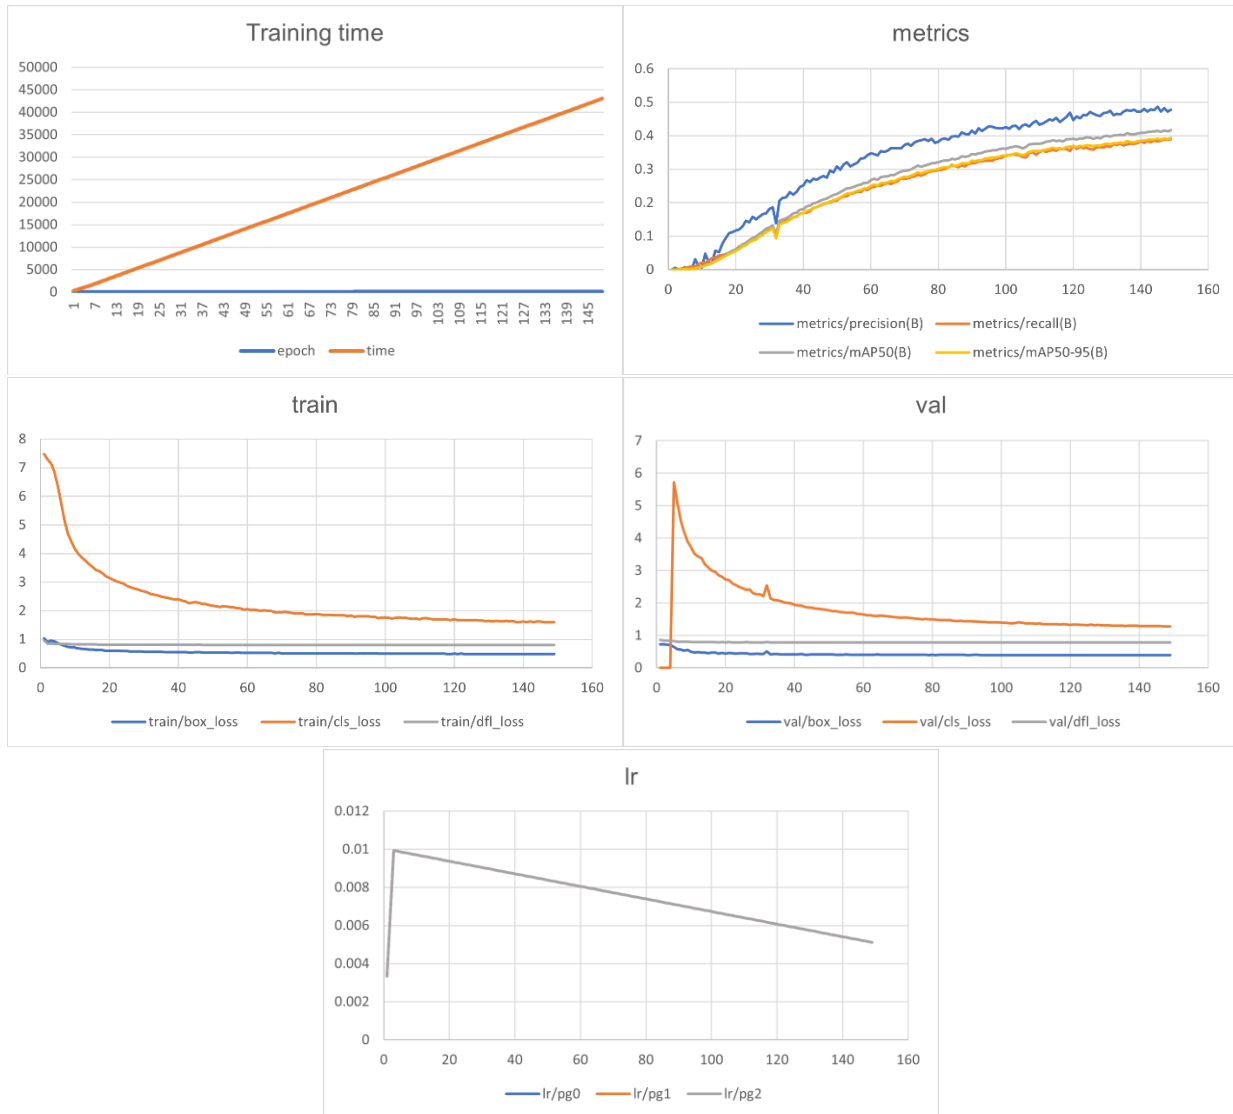 Training time
50000
45000
40000
35000
30000
25000
20000
15000
10000
5000
0
1 7 13 19 25 31 37 43 49 55 61 67 73 79 85 91 97 103 109 115 121 127 133 139 145
epoch time
metrics
0.6
0.5
0.4
0.3
0.2
0.1
0
0 20 40 60 80 100 120 140 160
metrics/precision(B) metrics/recall(B)
metrics/mAP50(B) metrics/mAP50-95(B)
train
8
7
6
5
4
3
2
1
0
0 20 40 60 80 100 120 140 160
train/box_loss train/cls_loss train/dfl_loss
val
7
6
5
4
3
2
1
0
0 20 40 60 80 100 120 140 160
val/box_loss val/cls_loss val/dfl_loss
lr
0.012
0.01
0.008
0.006
0.004
0.002
0
0 20 40 60 80 100 120 140 160
lr/pg0 lr/pg1 lr/pg2